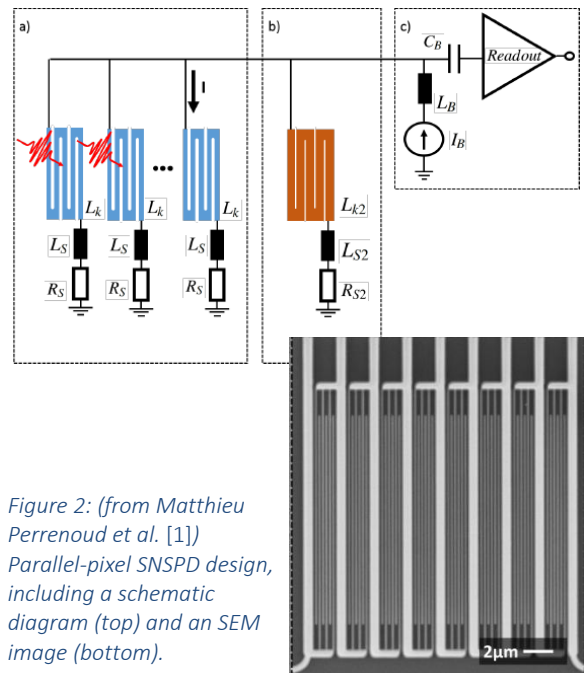 a)
b)
c)
C_B
Readout
I
L_B
I_B
L_k
L_k
L_k
L_k2
L_S
L_S
L_S
L_S2
R_S
R_S
R_S
R_S2
Figure 2: (from Matthieu
Perrenoud et al. [1])
Parallel-pixel SNSPD design,
including a schematic
diagram (top) and an SEM
image (bottom).
2μm